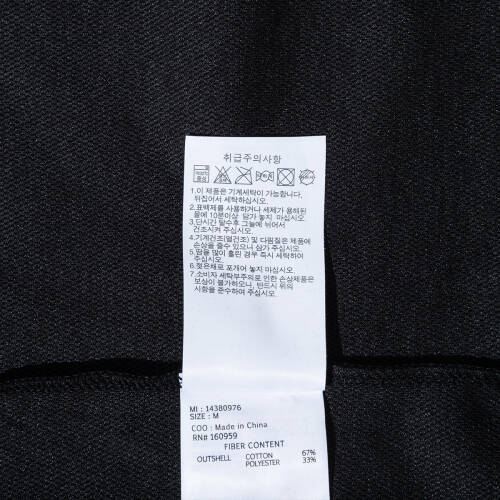 취급주의사항
1.이 제품은 기계세탁이 가능합니다.
뒤집어서 세탁하십시오.
2.표백제를 사용하거나 세제가 용해된
물에 10분이상 담가 놓지 마십시오.
3.단시간 탈수후 그늘에 뉘어서
건조시켜 주십시오.
4.기계건조(열건조) 및 다림질은 제품에
손상을 줄수 있으니 삼가 주십시오.
5.땀을 많이 흘린 경우 즉시 세탁하여
주십시오.
6.젖은채로 포개어 놓지 마십시오.
7.소비자 세탁부주의로 인한 손상제품은
보상이 불가하오니, 반드시 위의
사항을 준수하여 주십시오.
MI : 14380976
SIZE : M
COO : Made in China
RN# 160959
FIBER CONTENT
OUTSHELL COTTON 67%
POLYESTER 33%